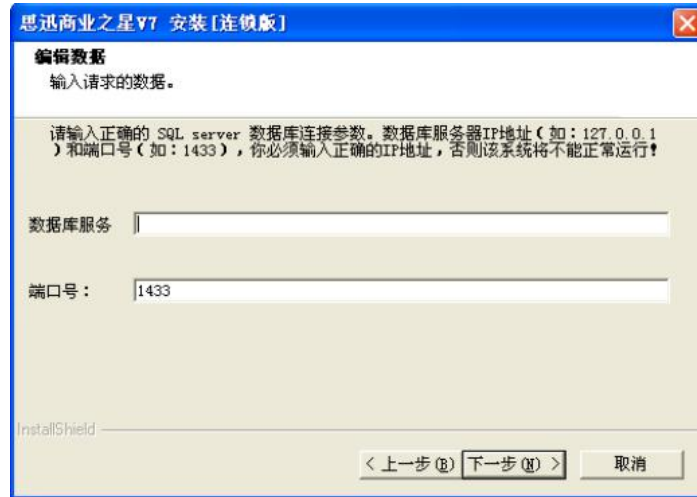 思迅商业之星V7 安装[连锁版]
编辑数据
输入请求的数据。
请输入正确的 SQL server 数据库连接参数。数据库服务器IP地址(如:127.0.0.1
)和端口号(如:1433),你必须输入正确的IP地址,否则该系统将不能正常运行!
数据库服务
端口号: 1433
InstallShield
< 上一步(B) 下一步(N) > 取消